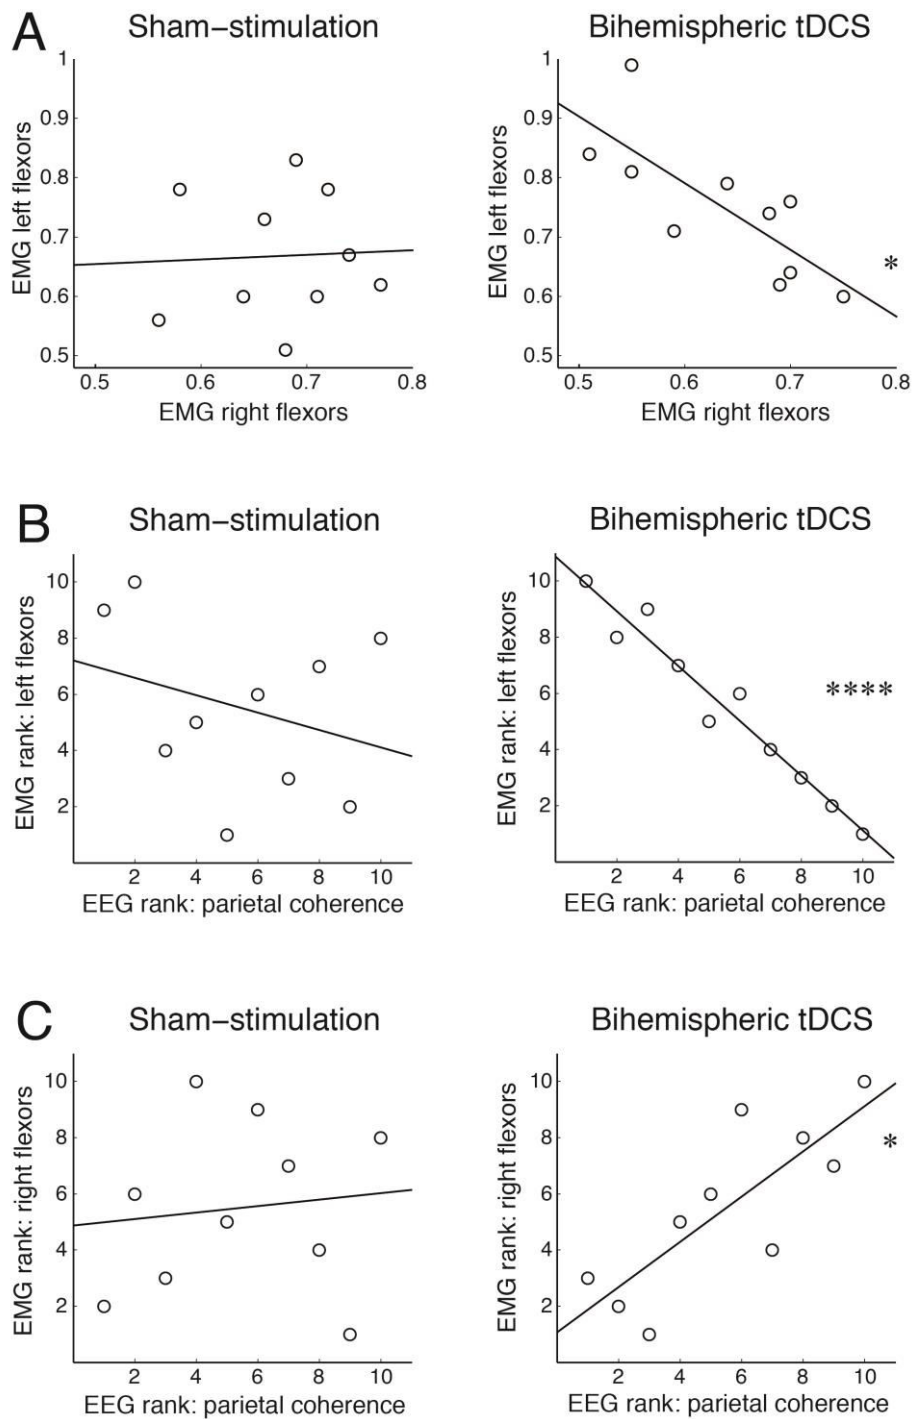 A
Sham–stimulation
Bihemispheric tDCS
1
0.9
0.8
0.7
0.6
0.5
EMG left flexors
0.5 0.6 0.7 0.8
EMG right flexors
1
0.9
0.8
0.7
0.6
0.5
EMG left flexors
*
0.5 0.6 0.7 0.8
EMG right flexors
B
Sham–stimulation
Bihemispheric tDCS
10
8
6
4
2
EMG rank: left flexors
2 4 6 8 10
EEG rank: parietal coherence
10
8
6
4
2
EMG rank: left flexors
****
2 4 6 8 10
EEG rank: parietal coherence
C
Sham–stimulation
Bihemispheric tDCS
10
8
6
4
2
EMG rank: right flexors
2 4 6 8 10
EEG rank: parietal coherence
10
8
6
4
2
EMG rank: right flexors
*
2 4 6 8 10
EEG rank: parietal coherence